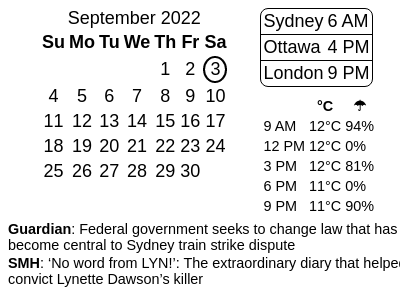 September 2022
Su Mo Tu We Th Fr Sa
1 2 3
4 5 6 7 8 9 10
11 12 13 14 15 16 17
18 19 20 21 22 23 24
25 26 27 28 29 30
Sydney 6 AM
Ottawa 4 PM
London 9 PM
°C ☂
9 AM 12°C 94%
12 PM 12°C 0%
3 PM 12°C 81%
6 PM 11°C 0%
9 PM 11°C 90%
Guardian: Federal government seeks to change law that has
become central to Sydney train strike dispute
SMH: ‘No word from LYN!’: The extraordinary diary that helpe
convict Lynette Dawson’s killer